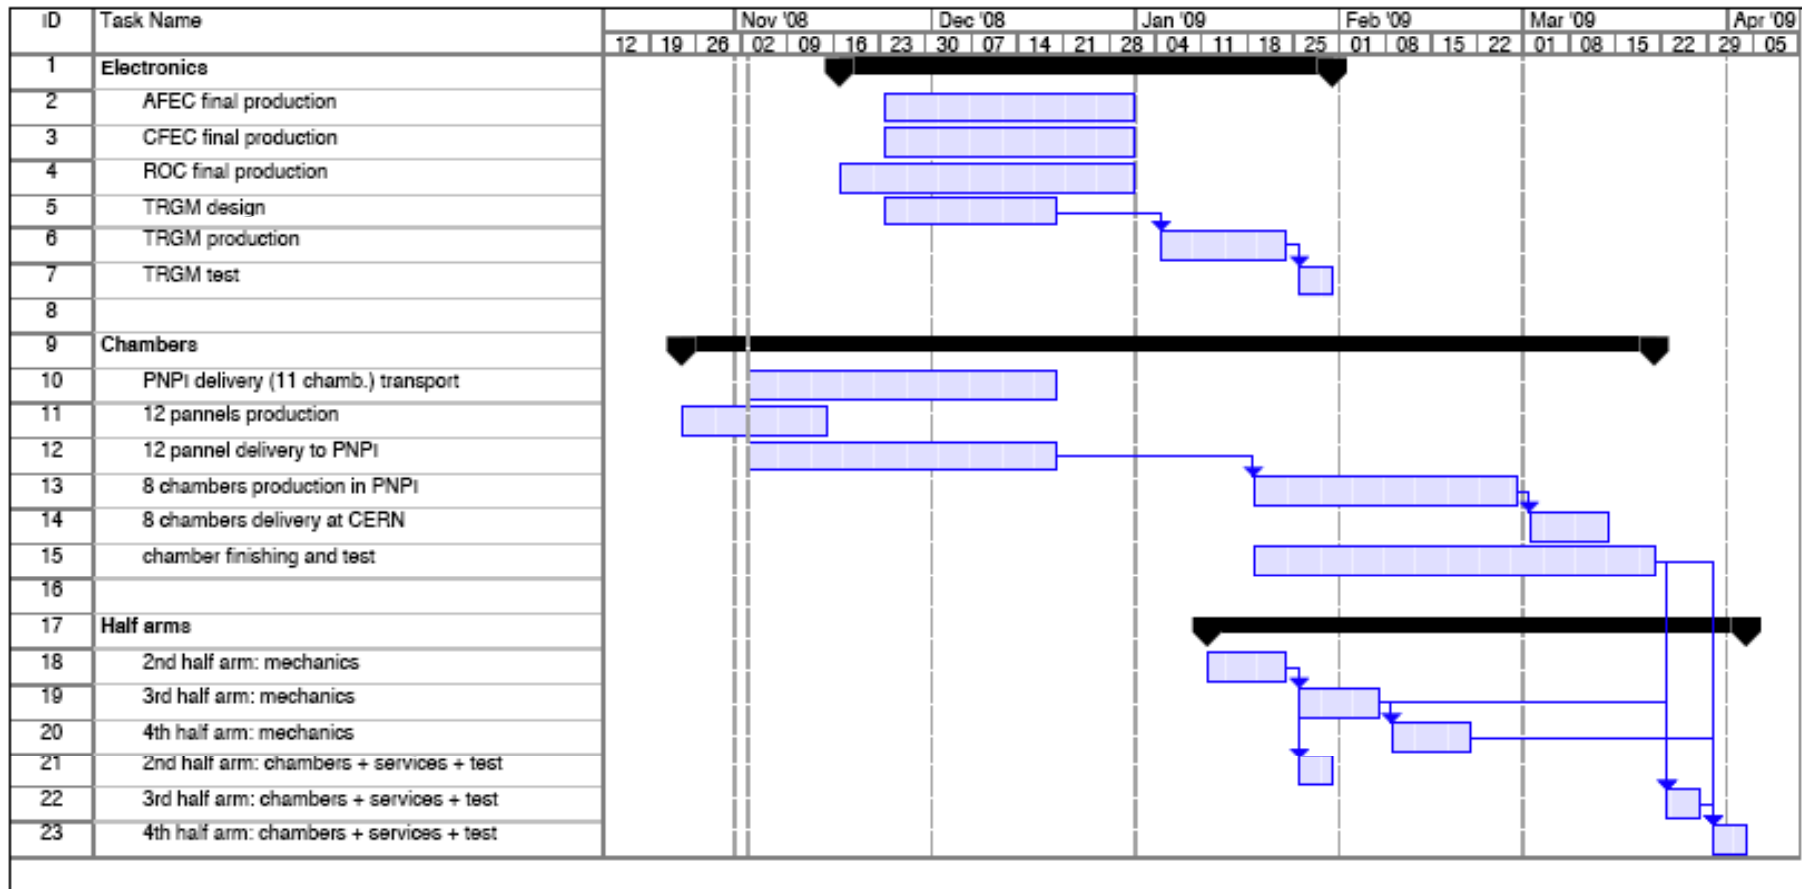 ID Task Name Nov '08 Dec '08 Jan '09 Feb '09 Mar '09 Apr '09
12 19 26 02 09 16 23 30 07 14 21 28 04 11 18 25 01 08 15 22 01 08 15 22 29 05
1 Electronics
2 AFEC final production
3 CFEC final production
4 ROC final production
5 TRGM design
6 TRGM production
7 TRGM test
8
9 Chambers
10 PNPI delivery (11 chamb.) transport
11 12 pannels production
12 12 pannel delivery to PNPI
13 8 chambers production in PNPI
14 8 chambers delivery at CERN
15 chamber finishing and test
16
17 Half arms
18 2nd half arm: mechanics
19 3rd half arm: mechanics
20 4th half arm: mechanics
21 2nd half arm: chambers + services + test
22 3rd half arm: chambers + services + test
23 4th half arm: chambers + services + test